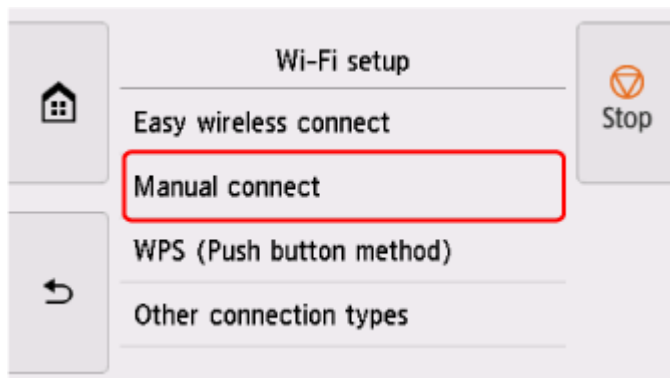 Wi-Fi setup
Stop
Easy wireless connect
Manual connect
WPS (Push button method)
Other connection types